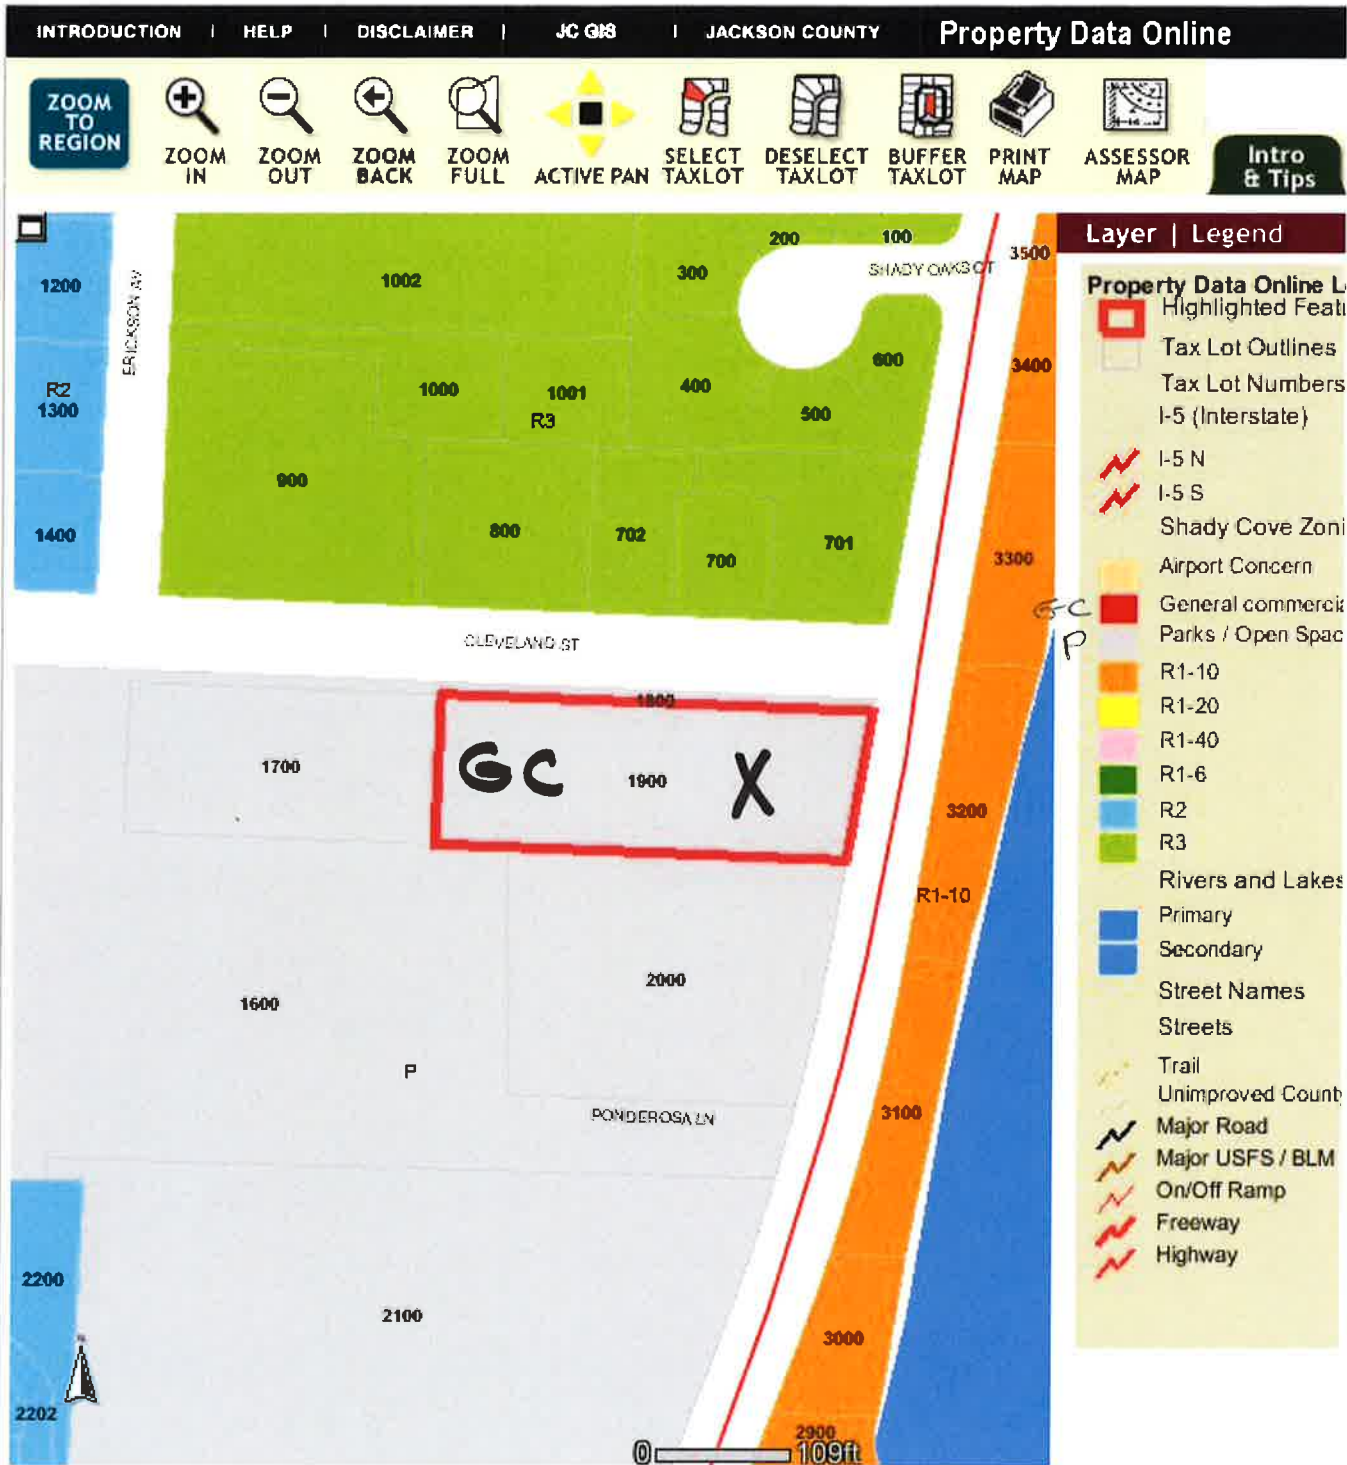 INTRODUCTION | HELP | DISCLAIMER | JC GIS | JACKSON COUNTY Property Data Online
ZOOM TO REGION
ZOOM IN
ZOOM OUT
ZOOM BACK
ZOOM FULL
ACTIVE PAN
SELECT TAXLOT
DESELECT TAXLOT
BUFFER TAXLOT
PRINT MAP
ASSESSOR MAP
Intro & Tips
Layer | Legend
Property Data Online L
Highlighted Featu
Tax Lot Outlines
Tax Lot Numbers
I-5 (Interstate)
I-5 N
I-5 S
Shady Cove Zoni
Airport Concern
GC General commercia
P Parks / Open Spac
R1-10
R1-20
R1-40
R1-6
R2
R3
Rivers and Lakes
Primary
Secondary
Street Names
Streets
Trail
Unimproved County
Major Road
Major USFS / BLM
On/Off Ramp
Freeway
Highway
200 100
SHADY OAKS CT
3500
1200
ERICKSON AV
1002
300
3400
600
R2
1300
1000
1001
400
500
R3
900
1400
800
702
700
701
3300
CLEVELAND ST
1800
1700
GC 1900 X
3200
R1-10
1600
2000
P
PONDEROSA LN
3100
2200
2100
3000
2202
2900
0 109ft